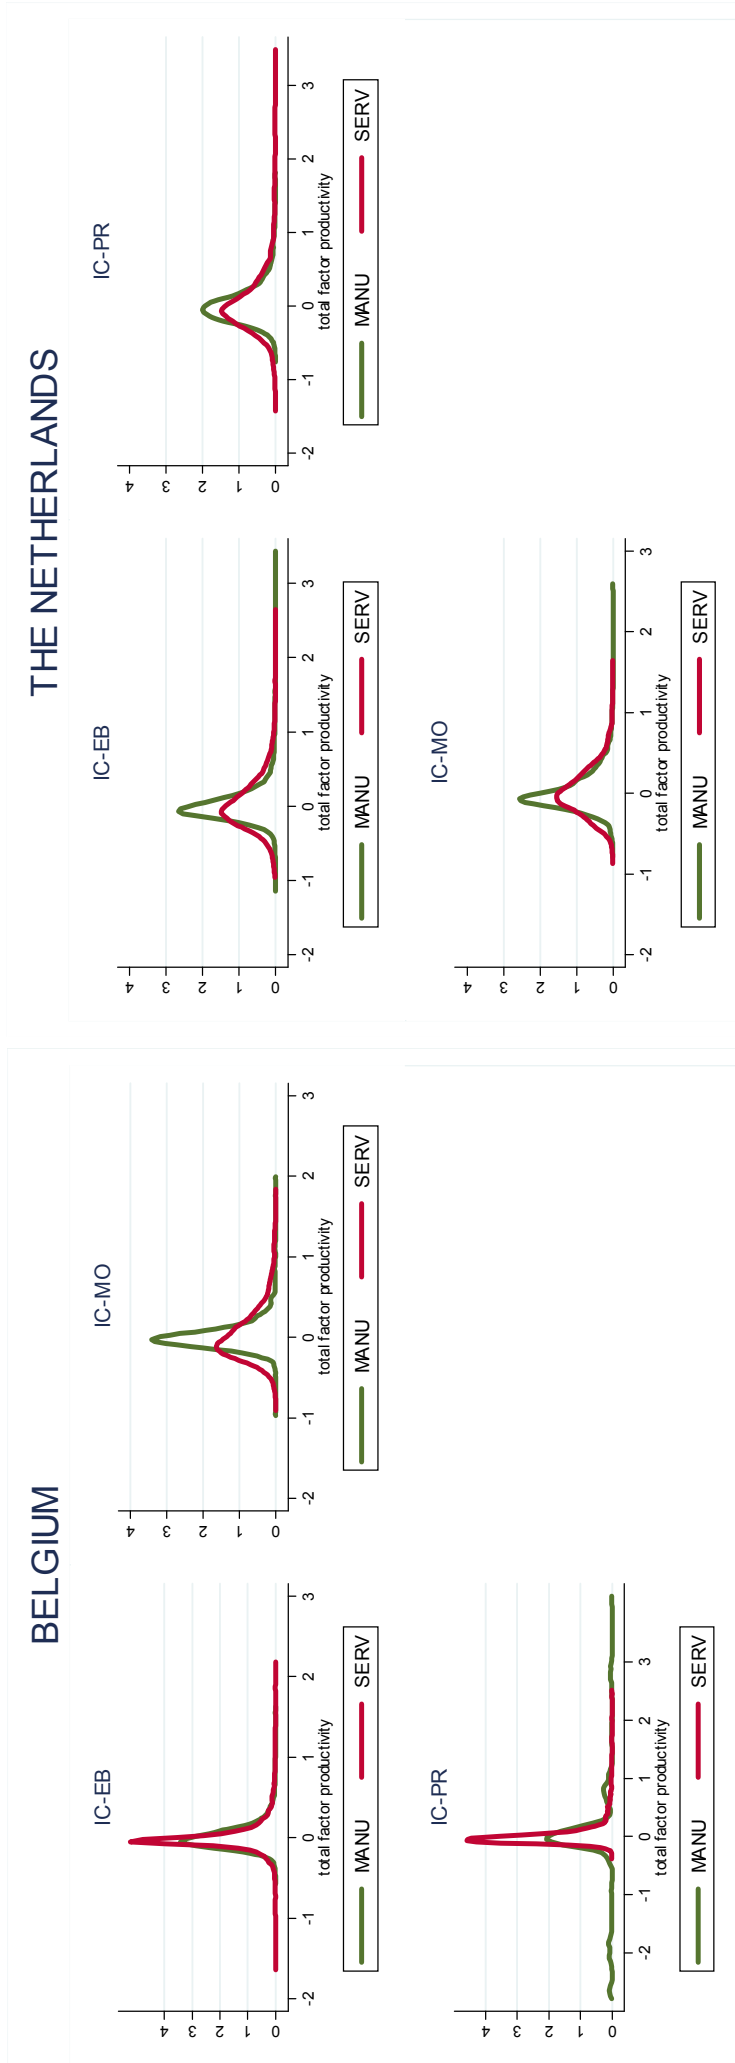 BELGIUM
IC-EB
4
3
2
1
0
-2 -1 0 1 2 3
total factor productivity
MANU SERV
IC-MO
4
3
2
1
0
-2 -1 0 1 2 3
total factor productivity
MANU SERV
IC-PR
4
3
2
1
0
-2 -1 0 1 2 3
total factor productivity
MANU SERV
THE NETHERLANDS
IC-EB
4
3
2
1
0
-2 -1 0 1 2 3
total factor productivity
MANU SERV
IC-PR
4
3
2
1
0
-2 -1 0 1 2 3
total factor productivity
MANU SERV
IC-MO
4
3
2
1
0
-2 -1 0 1 2 3
total factor productivity
MANU SERV